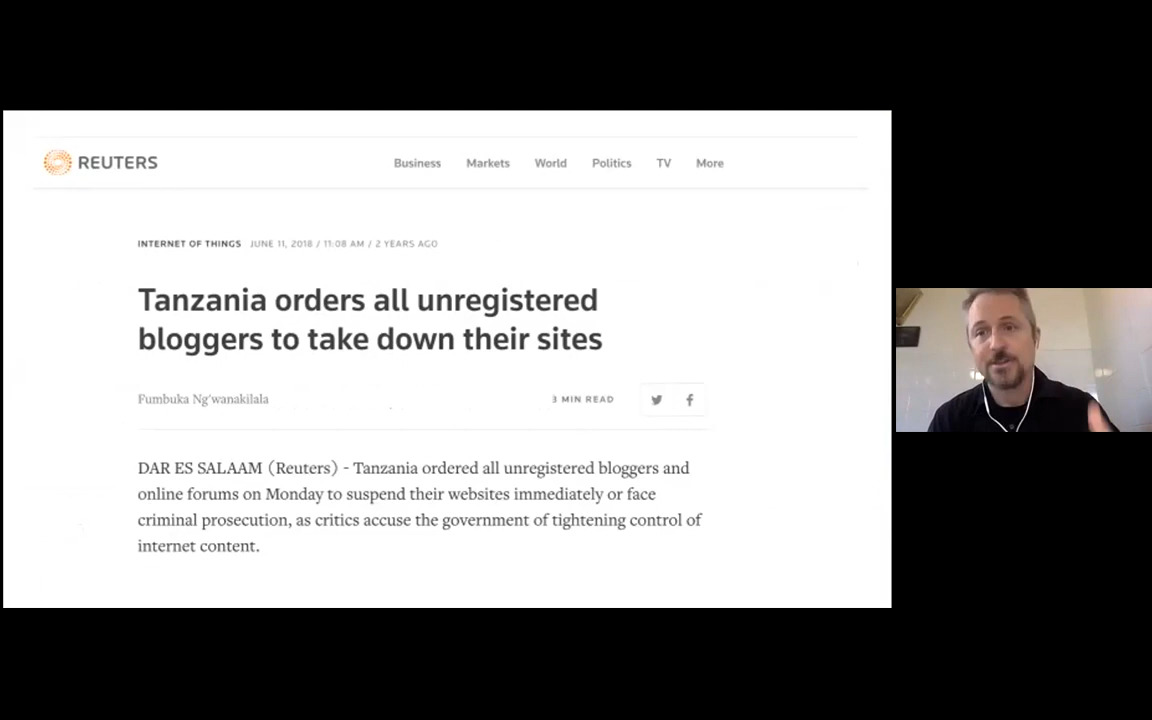 REUTERS
Business Markets World Politics TV More
INTERNET OF THINGS JUNE 11, 2018 / 11:08 AM / 2 YEARS AGO
Tanzania orders all unregistered
bloggers to take down their sites
Fumbuka Ng'wanakilala
3 MIN READ
DAR ES SALAAM (Reuters) - Tanzania ordered all unregistered bloggers and
online forums on Monday to suspend their websites immediately or face
criminal prosecution, as critics accuse the government of tightening control of
internet content.